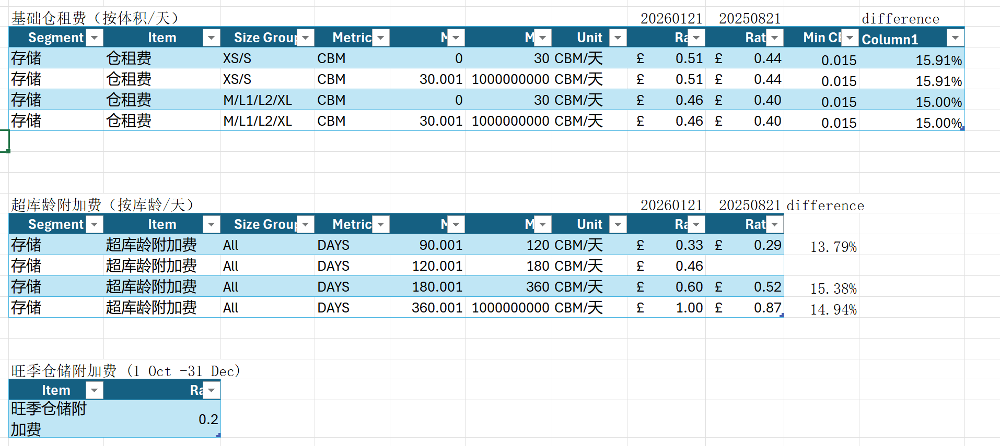 基础仓租费（按体积/天） 20260121 20250821 difference
Segment Item Size Group Metric M M Unit Ra Rat Min CB Column1
存储 仓租费 XS/S CBM 0 30 CBM/天 £ 0.51 £ 0.44 0.015 15.91%
存储 仓租费 XS/S CBM 30.001 1000000000 CBM/天 £ 0.51 £ 0.44 0.015 15.91%
存储 仓租费 M/L1/L2/XL CBM 0 30 CBM/天 £ 0.46 £ 0.40 0.015 15.00%
存储 仓租费 M/L1/L2/XL CBM 30.001 1000000000 CBM/天 £ 0.46 £ 0.40 0.015 15.00%
超库龄附加费（按库龄/天） 20260121 20250821 difference
Segment Item Size Group Metric M M Unit Ra Rat
存储 超库龄附加费 All DAYS 90.001 120 CBM/天 £ 0.33 £ 0.29 13.79%
存储 超库龄附加费 All DAYS 120.001 180 CBM/天 £ 0.46
存储 超库龄附加费 All DAYS 180.001 360 CBM/天 £ 0.60 £ 0.52 15.38%
存储 超库龄附加费 All DAYS 360.001 1000000000 CBM/天 £ 1.00 £ 0.87 14.94%
旺季仓储附加费 (1 Oct -31 Dec)
Item Ra
旺季仓储附
加费 0.2